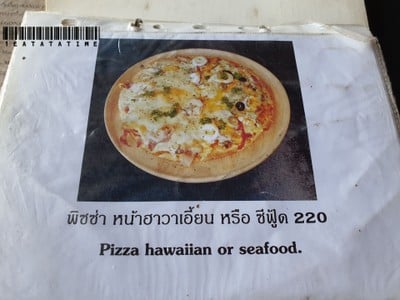 1EATATATIME
พิซซ่า หน้าฮาวาเอี้ยน หรือ ซีฟู้ด 220
Pizza hawaiian or seafood.